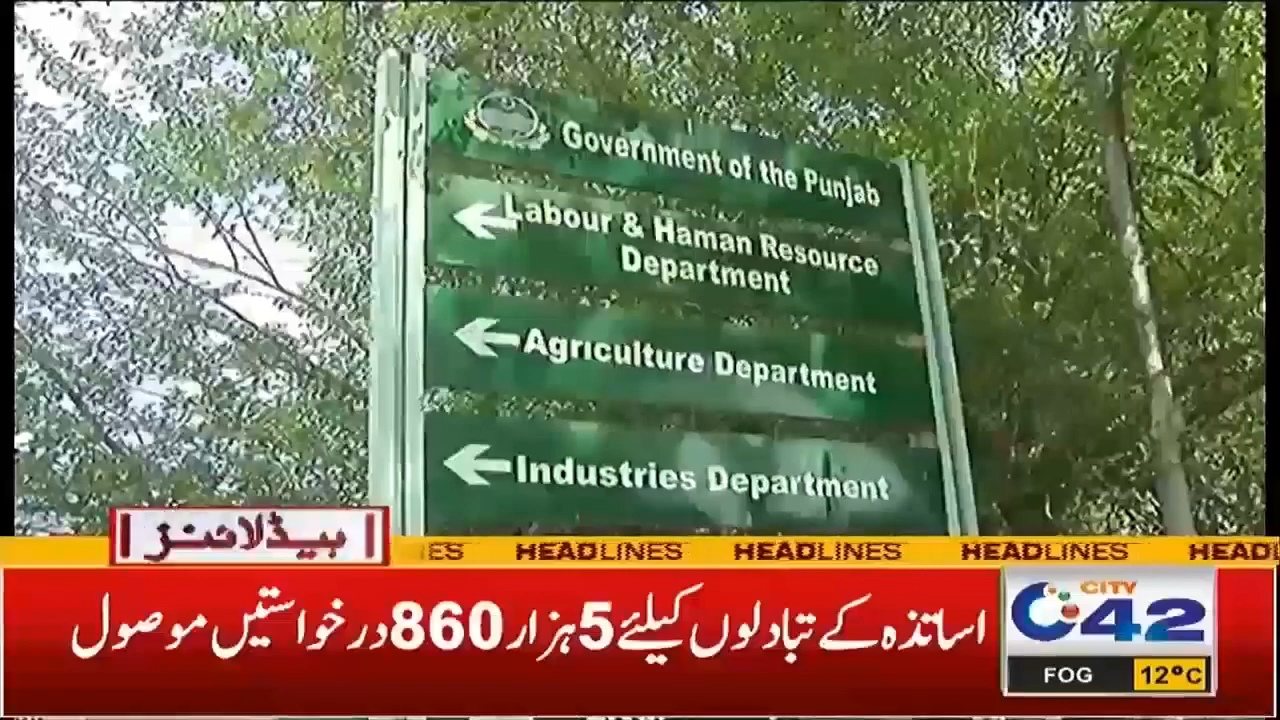 Government of the Punjab
Labour & Haman Resource
Department
Agriculture Department
Industries Department
ہیڈلائنز
ES HEADLINES HEADLINES HEADLINES HEADL
اساتذہ کے تبادلوں کیلئے 5 ہزار 860 درخواستیں موصول
CITY
42
FOG 12°C